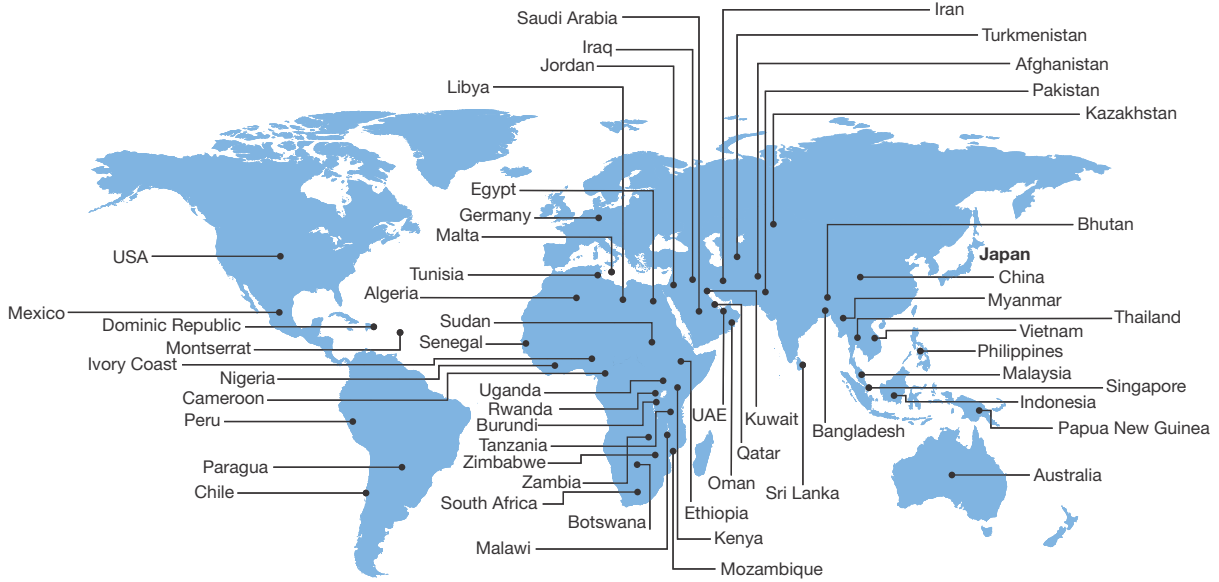 Saudi Arabia
Iran
Turkmenistan
Iraq
Jordan
Afghanistan
Libya
Pakistan
Kazakhstan
Egypt
Germany
Malta
Bhutan
USA
Japan
Tunisia
China
Algeria
Myanmar
Mexico
Dominic Republic
Sudan
Thailand
Montserrat
Senegal
Vietnam
Philippines
Ivory Coast
Nigeria
Malaysia
Uganda
Singapore
Cameroon
Rwanda
UAE
Kuwait
Indonesia
Peru
Burundi
Bangladesh
Papua New Guinea
Tanzania
Qatar
Zimbabwe
Paragua
Zambia
Oman
Sri Lanka
Australia
Chile
South Africa
Botswana
Ethiopia
Malawi
Kenya
Mozambique